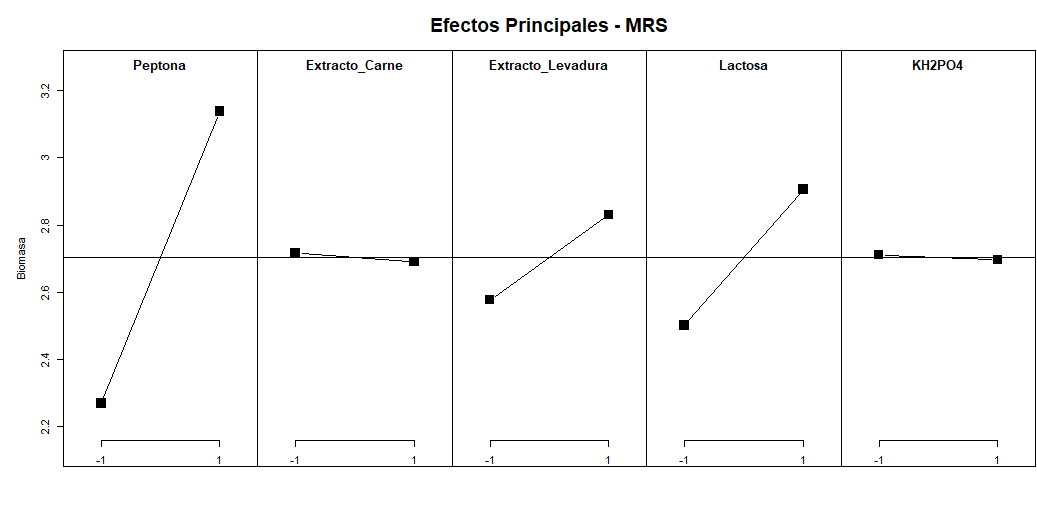 Efectos Principales - MRS
Peptona Extracto_Carne Extracto_Levadura Lactosa KH2PO4
3.2
3
2.8
2.6
2.4
2.2
Biomasa
-1 1 -1 1 -1 1 -1 1 -1 1